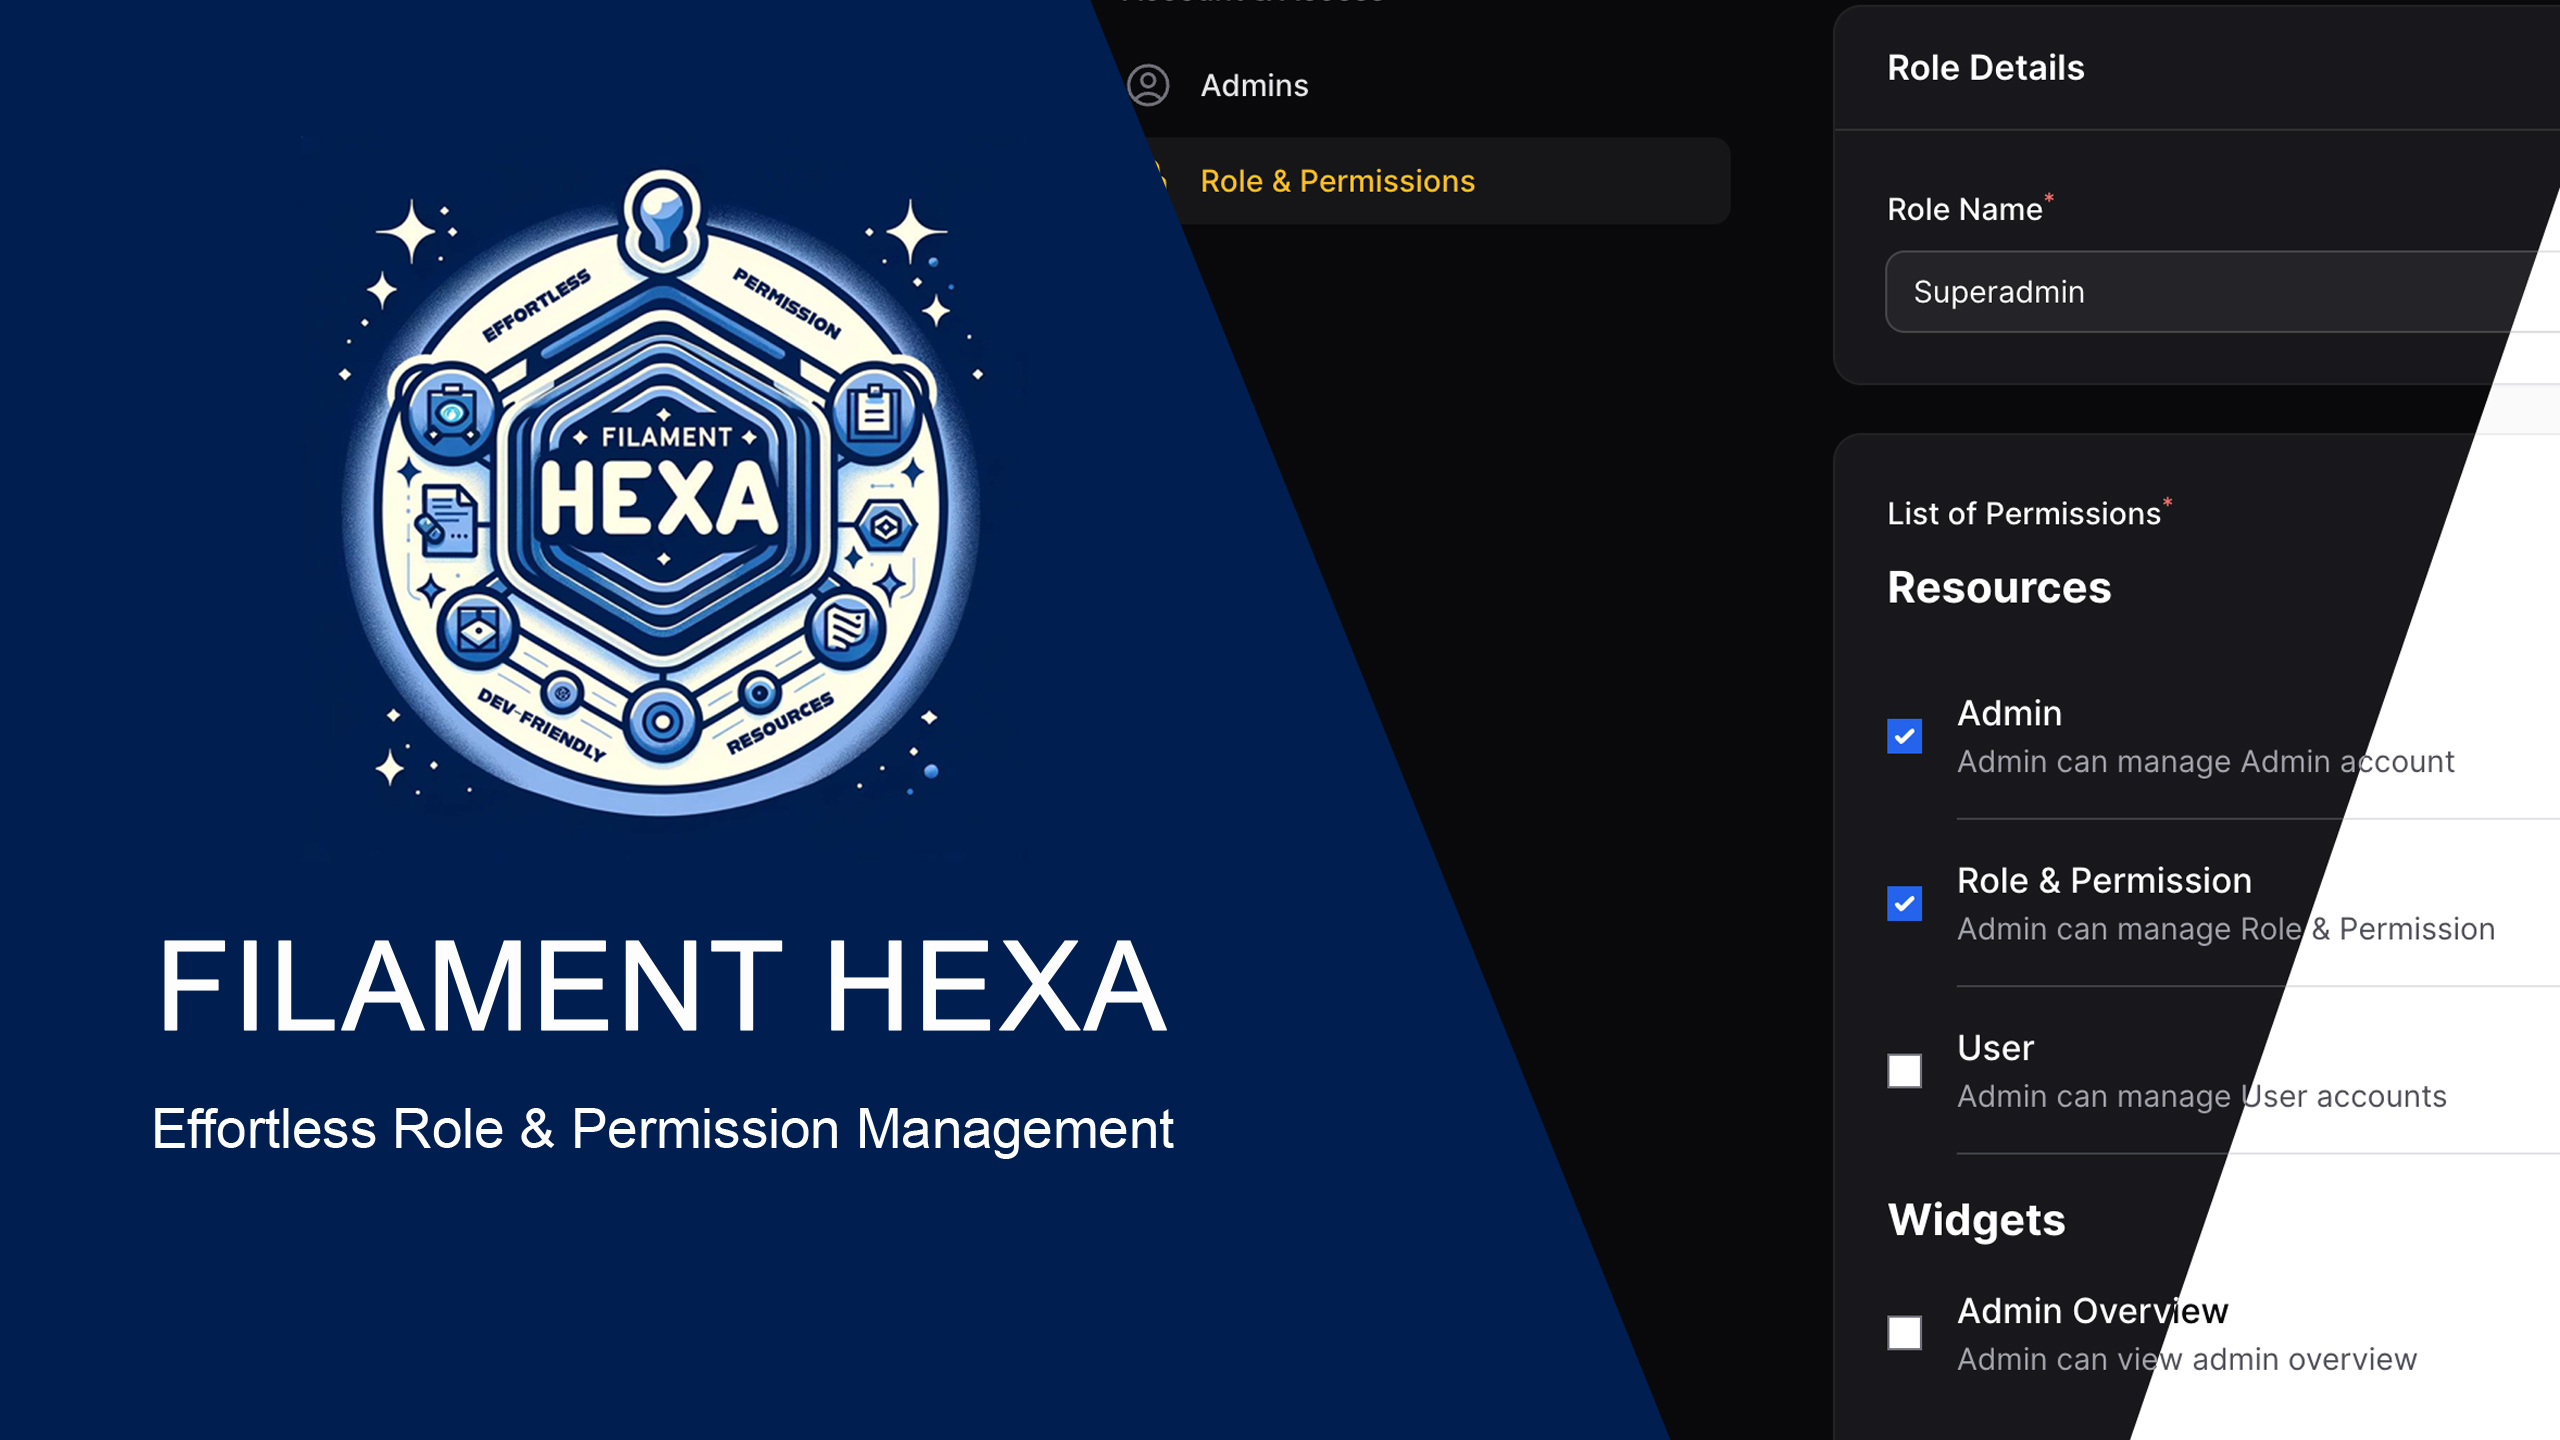 EFFORTLESS
PERMISSION
FILAMENT
HEXA
DEV-FRIENDLY
RESOURCES
FILAMENT HEXA
Effortless Role & Permission Management
Admins
Role & Permissions
Role Details
Role Name*
Superadmin
List of Permissions*
Resources
Admin
Admin can manage Admin account
Role & Permission
Admin can manage Role & Permission
User
Admin can manage User accounts
Widgets
Admin Overview
Admin can view admin overview